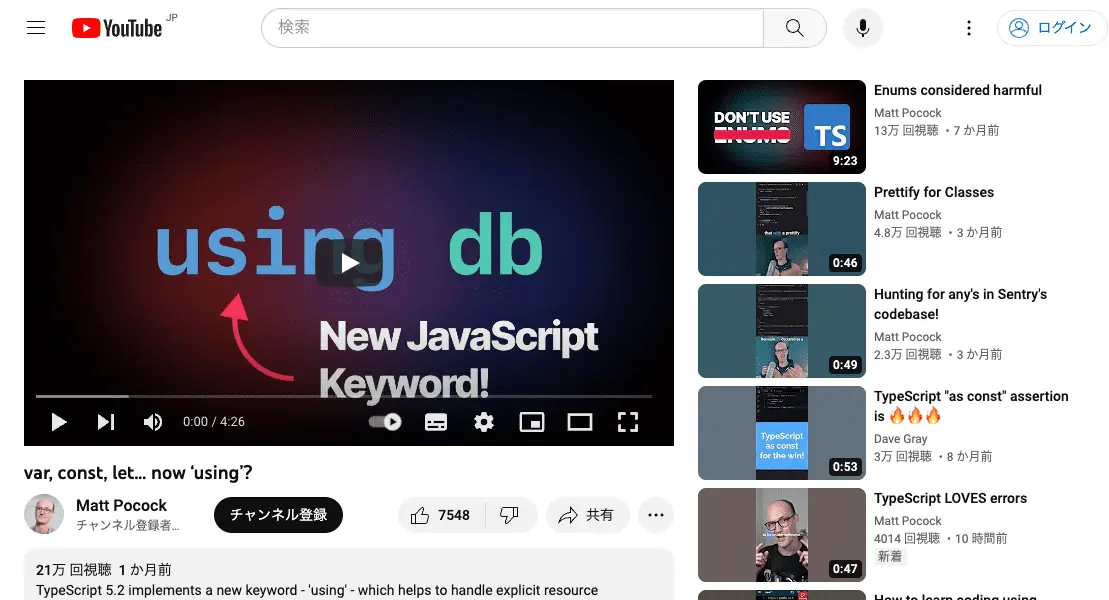 YouTube JP
検索
ログイン
using db
New JavaScript
Keyword!
0:00 / 4:26
var, const, let... now ‘using’?
Matt Pocock
チャンネル登録者...
チャンネル登録
7548
共有
21万 回視聴 1 か月前
TypeScript 5.2 implements a new keyword - 'using' - which helps to handle explicit resource
DON'T USE
ENUMS
TS
9:23
Enums considered harmful
Matt Pocock
13万 回視聴 ・7 か月前
that with a prettify
0:46
Prettify for Classes
Matt Pocock
4.8万 回視聴 ・3 か月前
0:49
Hunting for any's in Sentry's
codebase!
Matt Pocock
2.3万 回視聴 ・3 か月前
TypeScript
as const
for the win!
0:53
TypeScript "as const" assertion
is 🔥🔥🔥
Dave Gray
3万 回視聴 ・8 か月前
0:47
TypeScript LOVES errors
Matt Pocock
4014 回視聴 ・10 時間前
新着